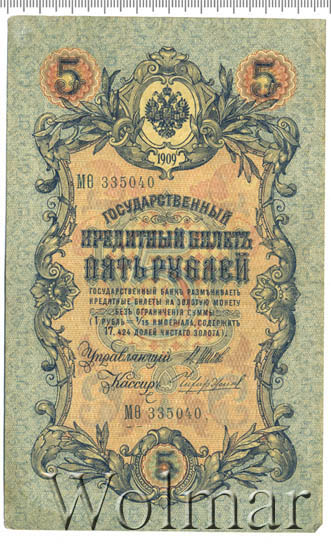 5 5
1909
МѲ 335040
ГОСУДАРСТВЕННЫЙ
КРЕДИТНЫЙ БИЛЕТЪ
ПЯТЬ РУБЛЕЙ
ГОСУДАРСТВЕННЫЙ БАНКЪ РАЗМѢНИВАЕТЪ
КРЕДИТНЫЕ БИЛЕТЫ НА ЗОЛОТУЮ МОНЕТУ
БЕЗЪ ОГРАНИЧЕНІЯ СУММЫ
(1 РУБЛЬ = 1/15 ИМПЕРІАЛА, СОДЕРЖИТЪ
17,424 ДОЛЕЙ ЧИСТАГО ЗОЛОТА).
Управляющій
Кассиръ
МѲ 335040
5
Wolmar